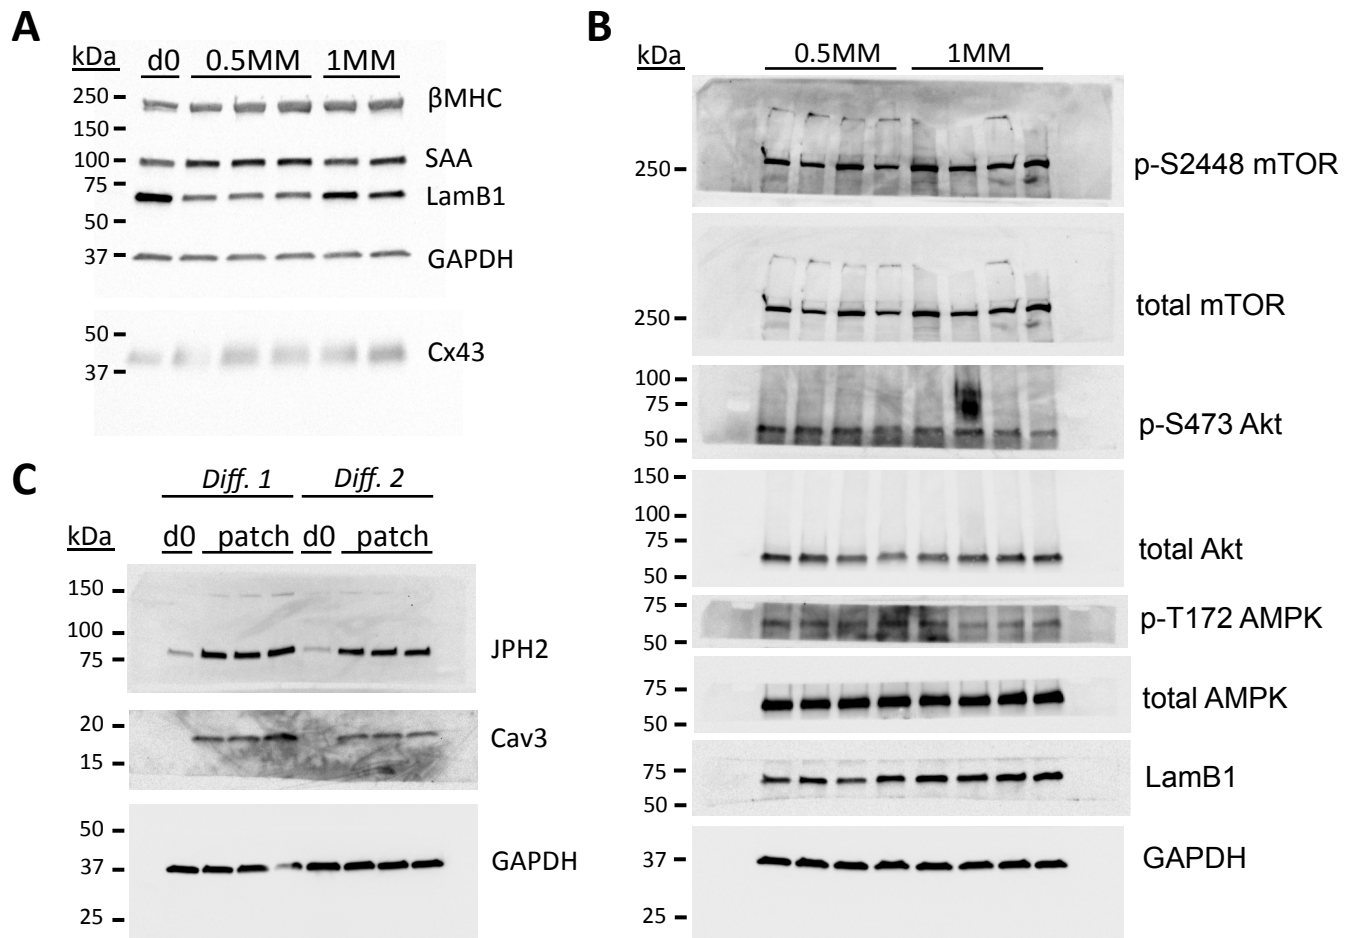 A
kDa d0 0.5MM 1MM
250
βMHC
150
100
SAA
75
LamB1
50
37
GAPDH
50
Cx43
37
B
kDa 0.5MM 1MM
250
p-S2448 mTOR
250
total mTOR
100
75
p-S473 Akt
50
150
100
75
total Akt
50
75
p-T172 AMPK
50
75
total AMPK
50
75
LamB1
50
37
GAPDH
25
C
Diff. 1 Diff. 2
kDa d0 patch d0 patch
150
100
75
JPH2
20
Cav3
15
50
37
GAPDH
25